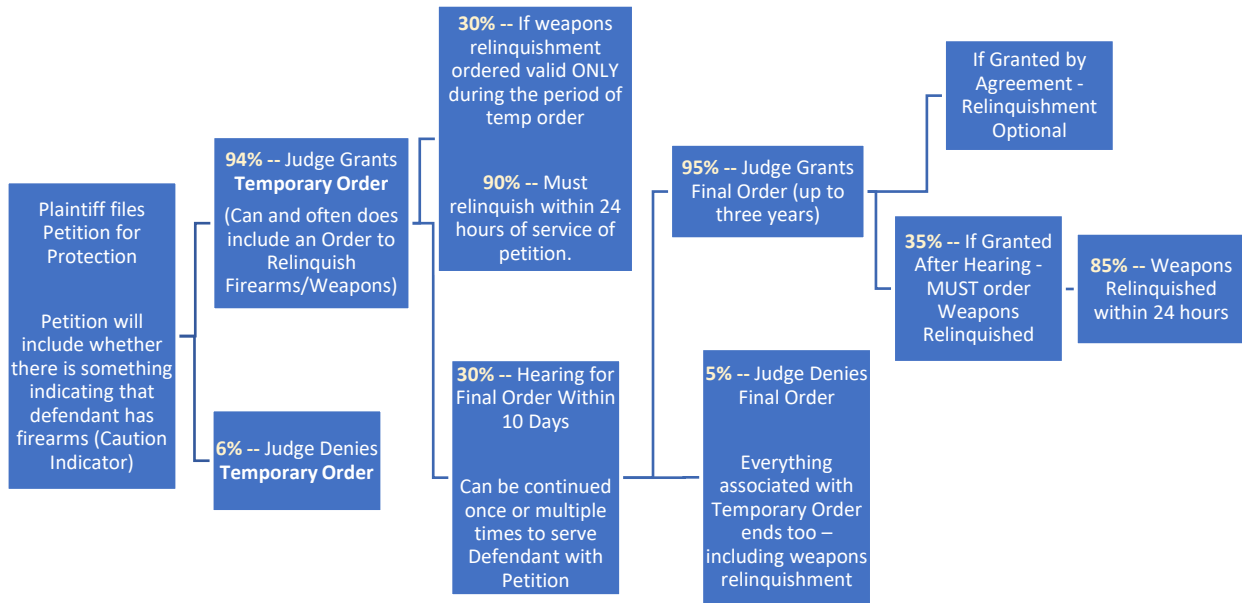 Plaintiff files
Petition for
Protection
Petition will
include whether
there is something
indicating that
defendant has
firearms (Caution
Indicator)
94% -- Judge Grants
Temporary Order
(Can and often does
include an Order to
Relinquish
Firearms/Weapons)
6% -- Judge Denies
Temporary Order
30% -- If weapons
relinquishment
ordered valid ONLY
during the period of
temp order
90% -- Must
relinquish within 24
hours of service of
petition.
30% -- Hearing for
Final Order Within
10 Days
Can be continued
once or multiple
times to serve
Defendant with
Petition
95% -- Judge Grants
Final Order (up to
three years)
5% -- Judge Denies
Final Order
Everything
associated with
Temporary Order
ends too –
including weapons
relinquishment
If Granted by
Agreement -
Relinquishment
Optional
35% -- If Granted
After Hearing -
MUST order
Weapons
Relinquished
85% -- Weapons
Relinquished
within 24 hours